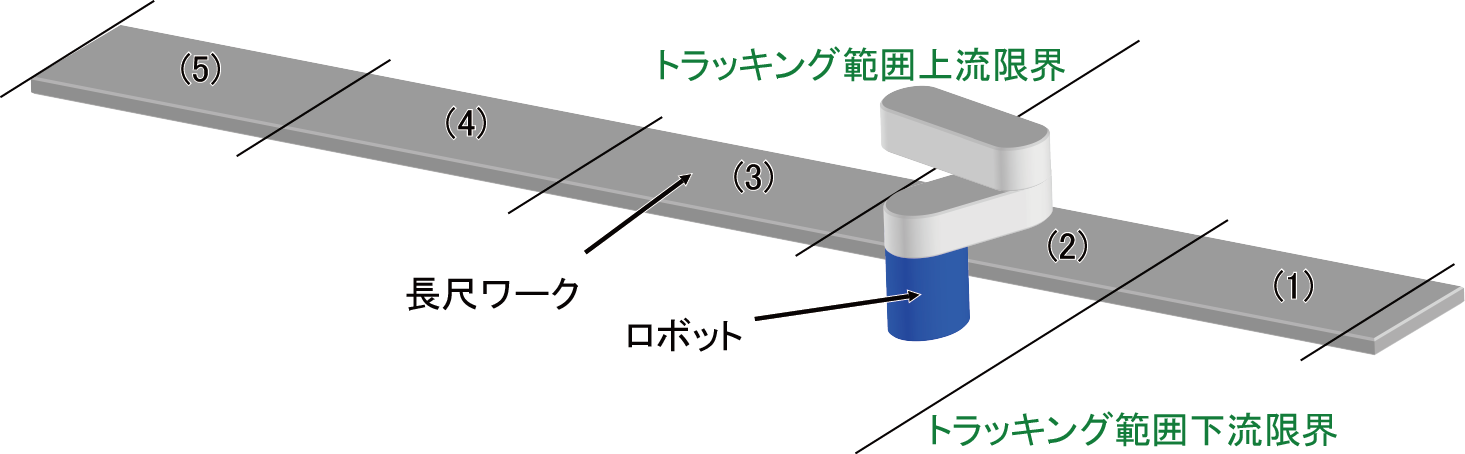 (5)
トラッキング範囲上流限界
(4)
(3)
(2)
長尺ワーク
(1)
ロボット
トラッキング範囲下流限界